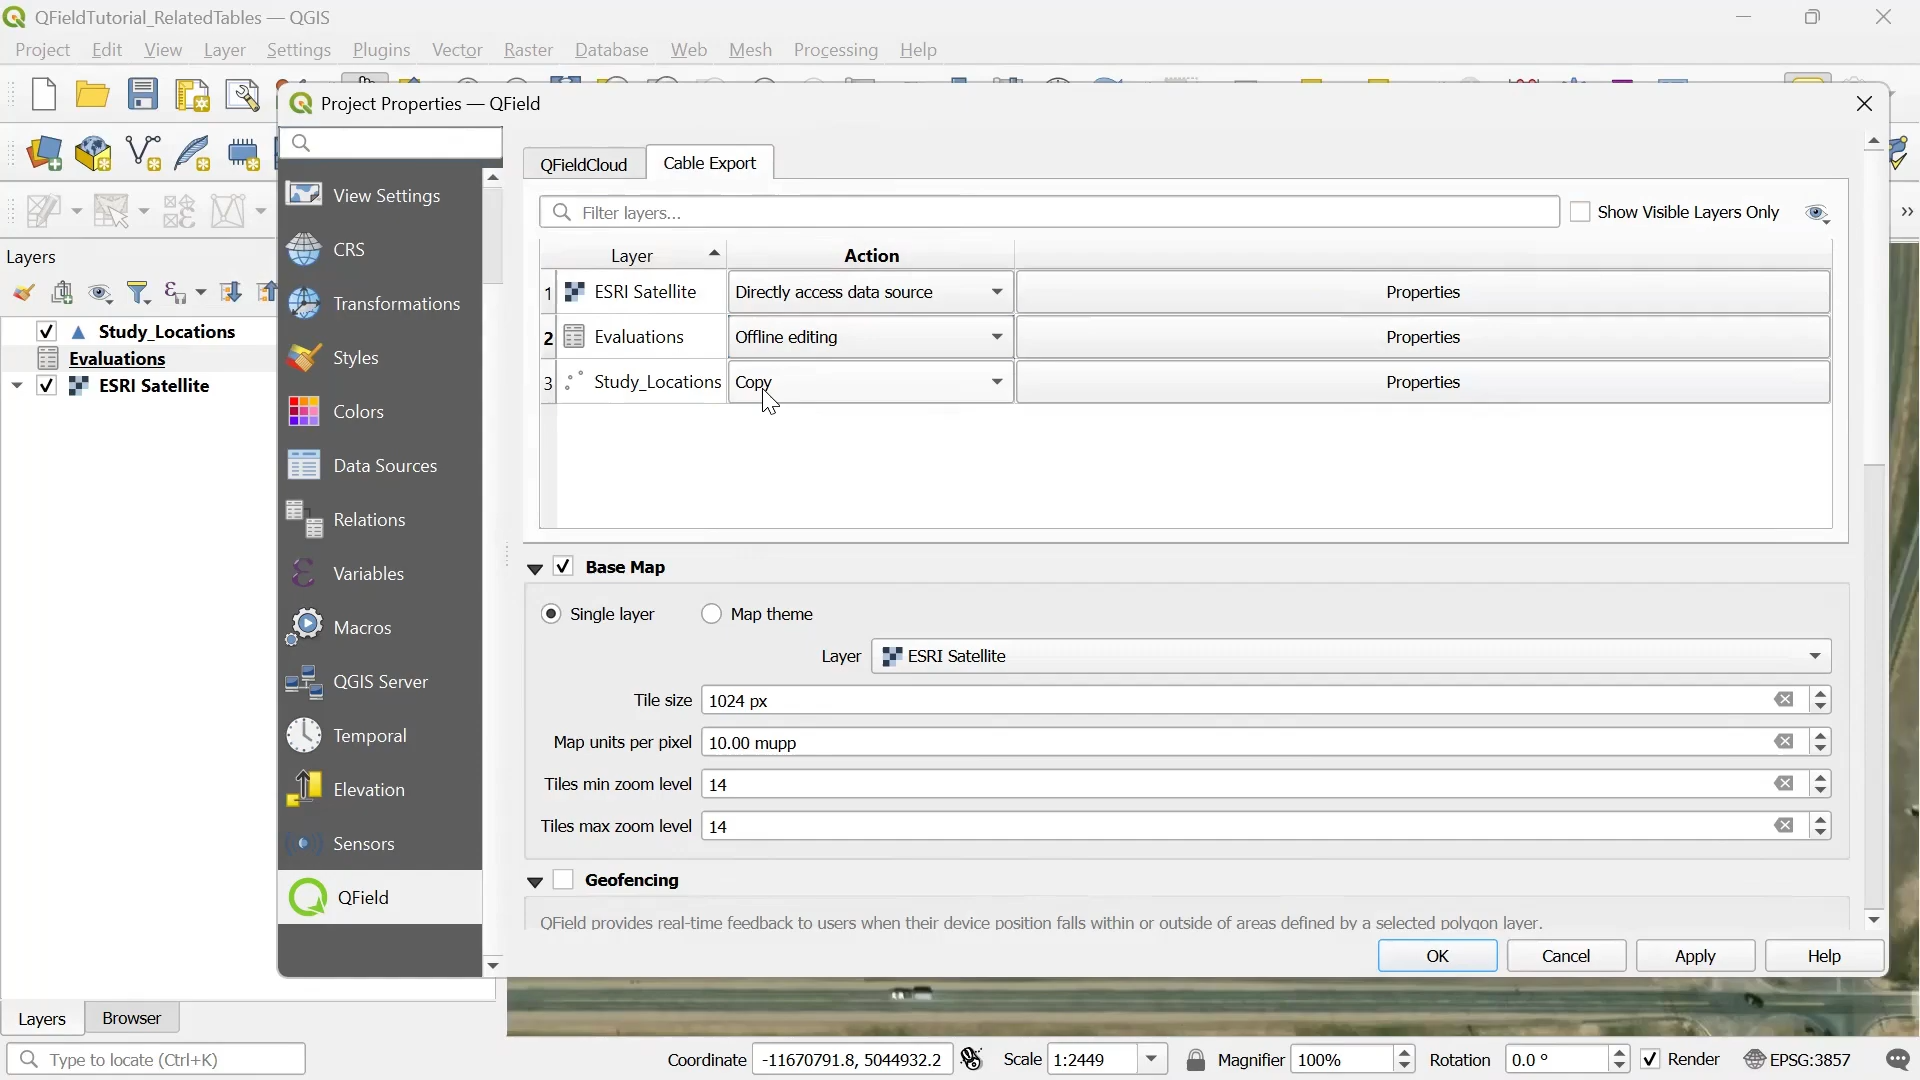 QFieldTutorial_RelatedTables — QGIS
Project Edit View Layer Settings Plugins Vector Raster Database Web Mesh Processing Help
Project Properties — QField
QFieldCloud Cable Export
View Settings
Filter layers... Show Visible Layers Only
CRS
Layers
Layer Action
Transformations
1 ESRI Satellite Directly access data source Properties
Study_Locations
2 Evaluations Offline editing Properties
Evaluations
Styles
ESRI Satellite
3 Study_Locations Copy Properties
Colors
Data Sources
Relations
Variables
Base Map
Macros
Single layer Map theme
Layer ESRI Satellite
QGIS Server
Tile size 1024 px
Temporal
Map units per pixel 10.00 mupp
Elevation
Tiles min zoom level 14
Sensors
Tiles max zoom level 14
QField
Geofencing
QField provides real-time feedback to users when their device position falls within or outside of areas defined by a selected polygon layer.
OK Cancel Apply Help
Layers Browser
Type to locate (Ctrl+K) Coordinate -11670791.8, 5044932.2 Scale 1:2449 Magnifier 100% Rotation 0.0 ° Render EPSG:3857